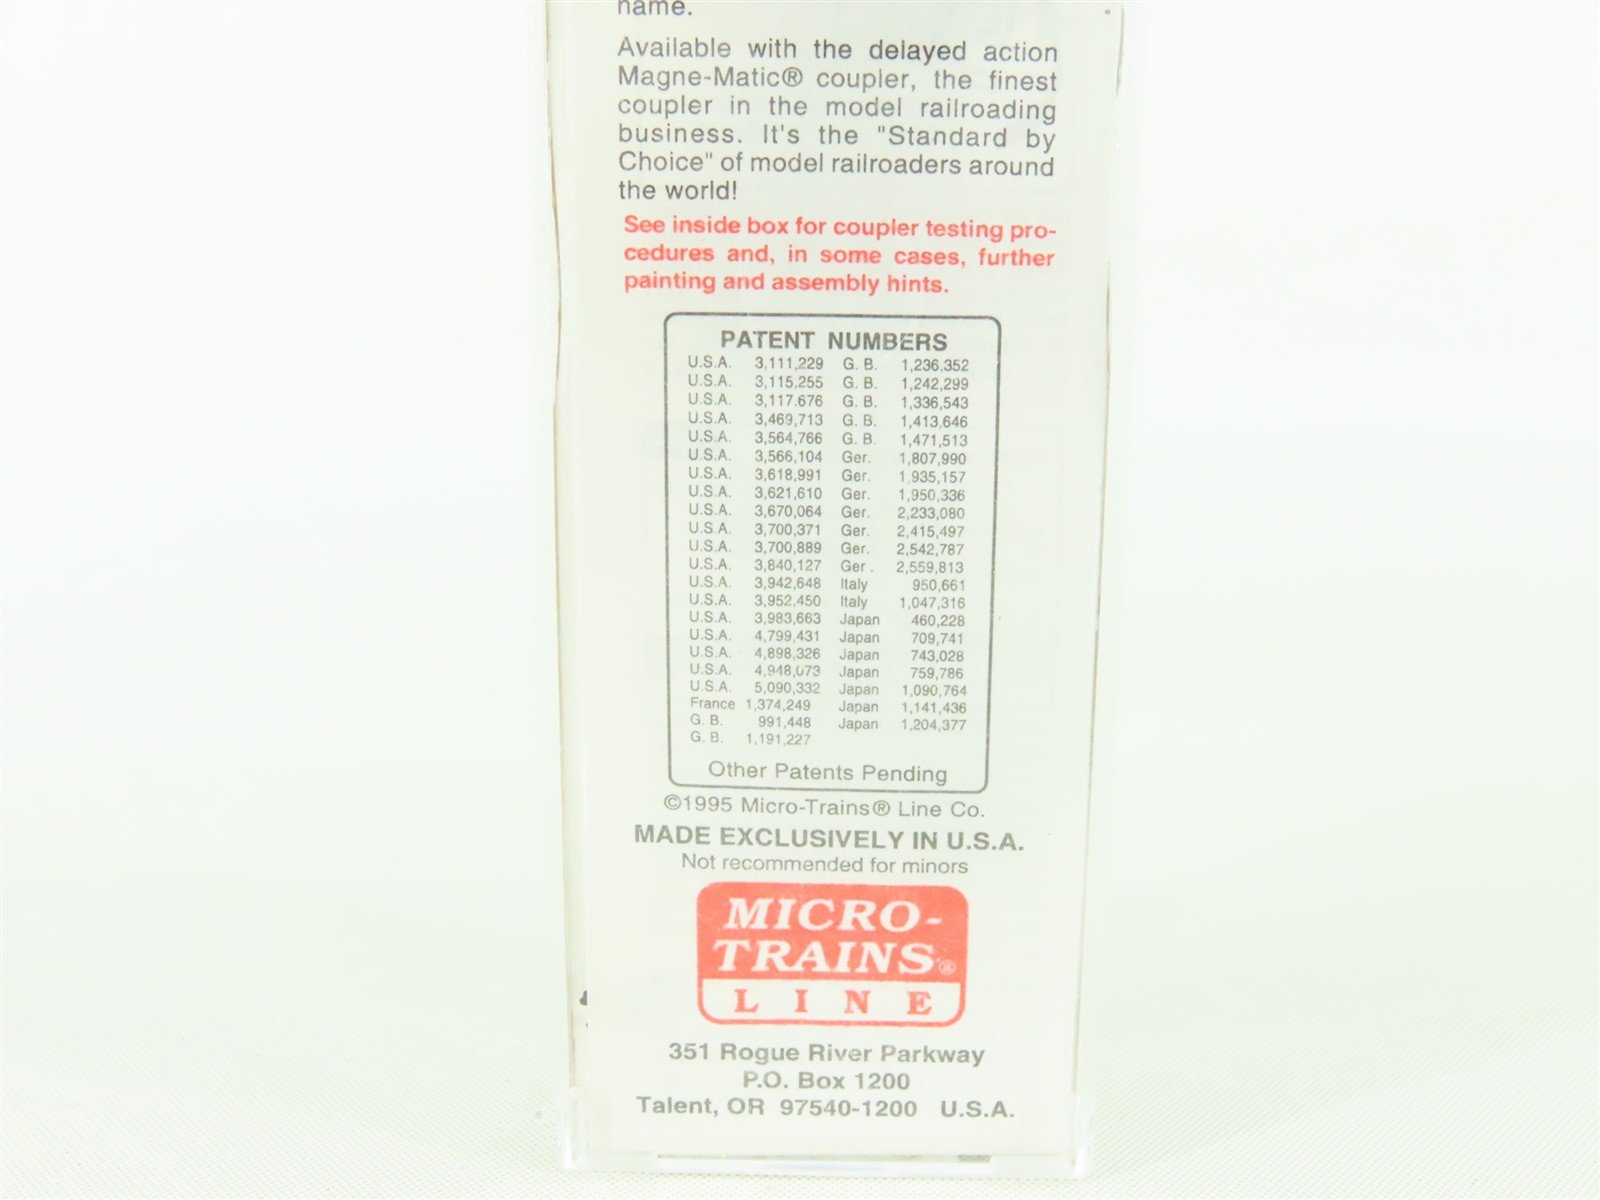 name.
Available with the delayed action
Magne-Matic® coupler, the finest
coupler in the model railroading
business. It's the "Standard by
Choice" of model railroaders around
the world!
See inside box for coupler testing pro-
cedures and, in some cases, further
painting and assembly hints.
PATENT NUMBERS
U.S.A. 3,111,229 G. B. 1,236,352
U.S.A. 3,115,255 G. B. 1,242,299
U.S.A. 3,117.676 G. B. 1,336,543
U.S.A. 3,469,713 G. B. 1,413,646
U.S.A. 3,564,766 G. B. 1,471,513
U.S.A. 3,566,104 Ger. 1,807,990
U.S.A. 3,618,991 Ger. 1,935,157
U.S.A. 3,621,610 Ger. 1,950,336
U.S.A. 3,670,064 Ger. 2,233,080
U.S.A. 3,700,371 Ger. 2,415,497
U.S.A. 3,700,889 Ger. 2,542,787
U.S.A. 3,840,127 Ger . 2,559,813
U.S.A. 3,942,648 Italy 950,661
U.S.A. 3,952,450 Italy 1,047,316
U.S.A. 3,983,663 Japan 460,228
U.S.A. 4,799,431 Japan 709,741
U.S.A. 4,898,326 Japan 743,028
U.S.A. 4,948,073 Japan 759,786
U.S.A. 5,090,332 Japan 1,090,764
France 1,374,249 Japan 1,141,436
G. B. 991,448 Japan 1,204,377
G. B. 1,191,227
Other Patents Pending
©1995 Micro-Trains® Line Co.
MADE EXCLUSIVELY IN U.S.A.
Not recommended for minors
MICRO-
TRAINS®
LINE
351 Rogue River Parkway
P.O. Box 1200
Talent, OR 97540-1200 U.S.A.